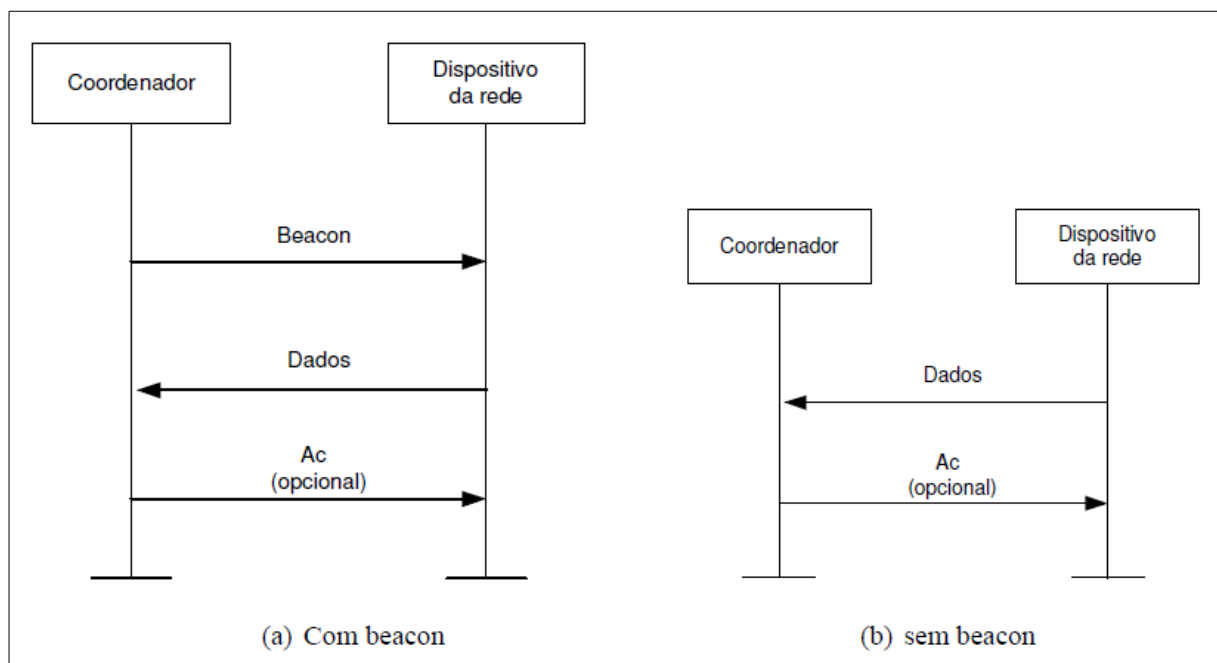 Coordenador
Dispositivo
da rede
Beacon
Dados
Ac
(opcional)
(a) Com beacon
Coordenador
Dispositivo
da rede
Dados
Ac
(opcional)
(b) sem beacon